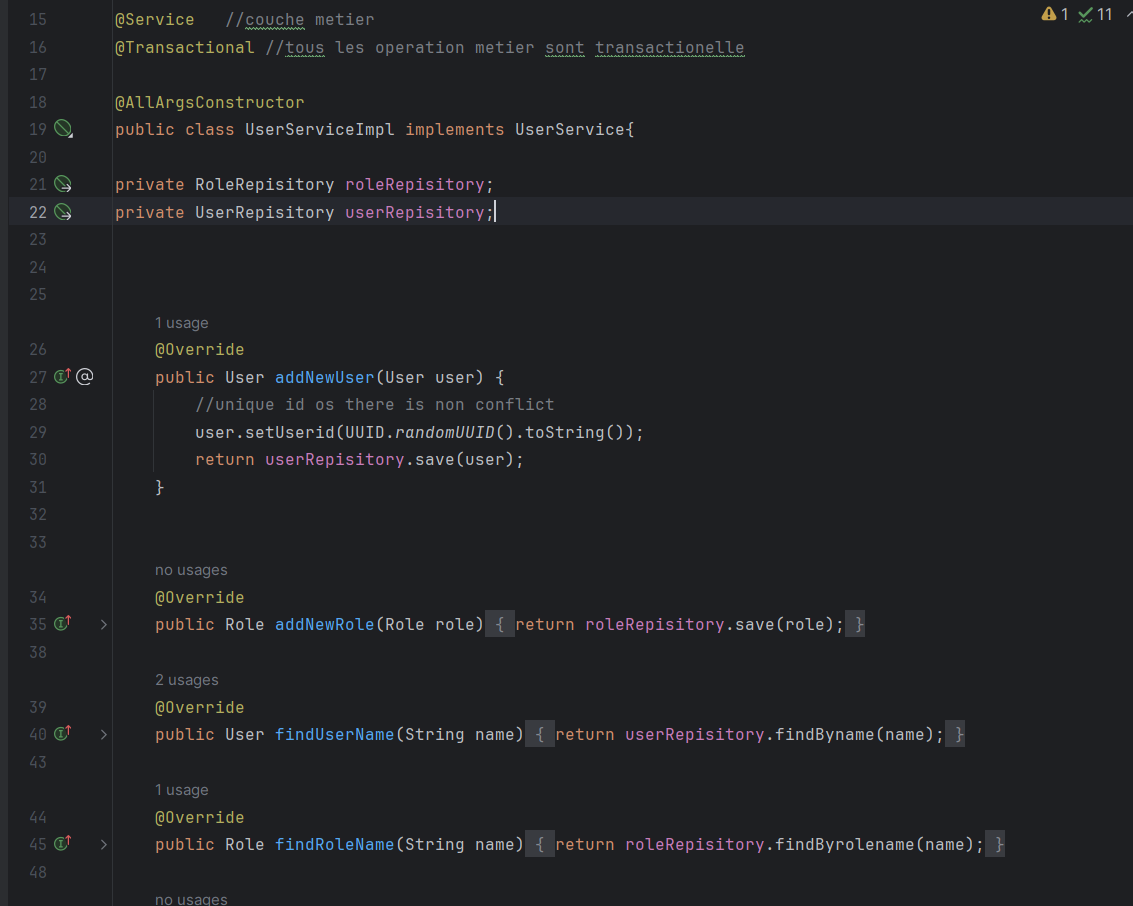 1 11
15 @Service //couche metier
16 @Transactional //tous les operation metier sont transactionelle
17
18 @AllArgsConstructor
19 public class UserServiceImpl implements UserService{
20
21 private RoleRepisitory roleRepisitory;
22 private UserRepisitory userRepisitory;
23
24
25
1 usage
26 @Override
27 public User addNewUser(User user) {
28 //unique id os there is non conflict
29 user.setUserid(UUID.randomUUID().toString());
30 return userRepisitory.save(user);
31 }
32
33
no usages
34 @Override
35 public Role addNewRole(Role role) { return roleRepisitory.save(role); }
38
2 usages
39 @Override
40 public User findUserName(String name) { return userRepisitory.findByname(name); }
43
1 usage
44 @Override
45 public Role findRoleName(String name) { return roleRepisitory.findByrolename(name); }
48
no usages